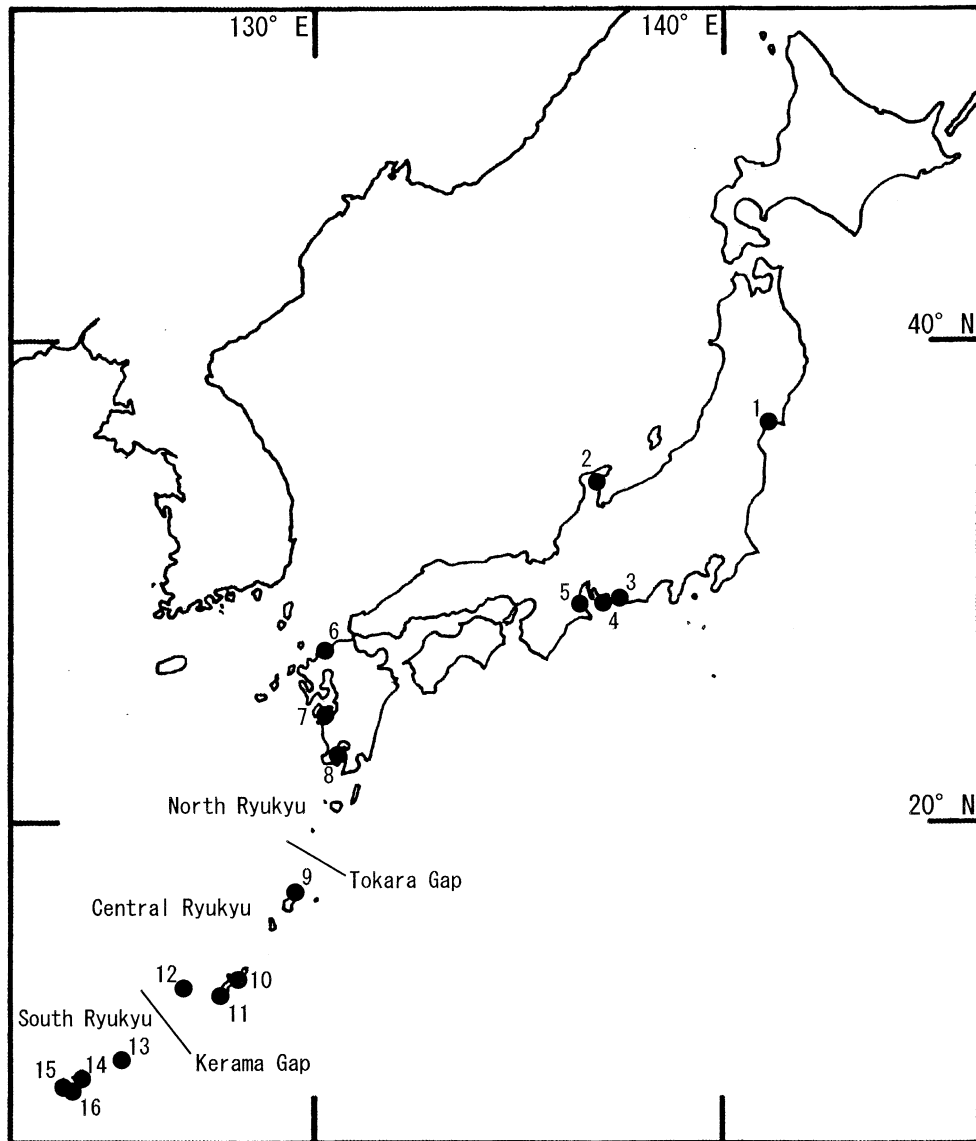 130° E
140° E
40° N
1
2
3
5
4
6
7
8
20° N
North Ryukyu
Tokara Gap
9
Central Ryukyu
12
10
11
South Ryukyu
13
Kerama Gap
15
14
16